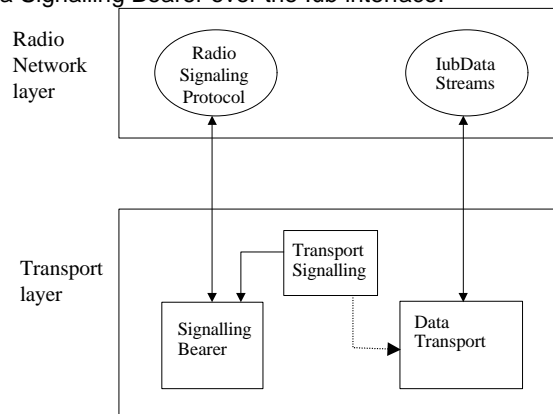 a Signalling Bearer over the Iub interface.
Radio
Network
layer
Radio
Signaling
Protocol
IubData
Streams
Transport
layer
Transport
Signalling
Signalling
Bearer
Data
Transport